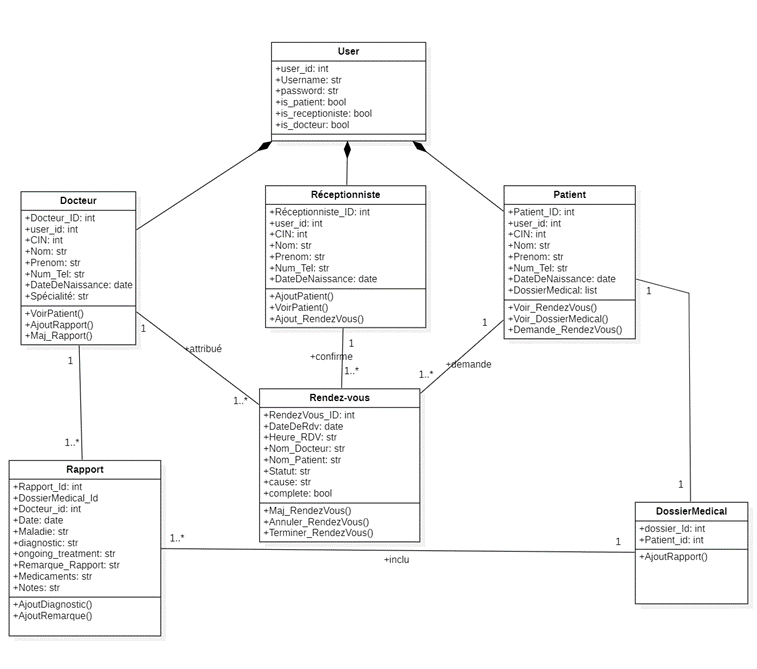 User
+user_id: int
+Username: str
+password: str
+is_patient: bool
+is_receptioniste: bool
+is_docteur: bool
Docteur
+Docteur_ID: int
+user_id: int
+CIN: int
+Nom: str
+Prenom: str
+Num_Tel: str
+DateDeNaissance: date
+Spécialité: str
+VoirPatient()
+AjoutRapport()
+Maj_Rapport()
Réceptionniste
+Réceptionniste_ID: int
+user_id: int
+CIN: int
+Nom: str
+Prenom: str
+Num_Tel: str
+DateDeNaissance: date
+AjoutPatient()
+VoirPatient()
+Ajout_RendezVous()
Patient
+Patient_ID: int
+user_id: int
+CIN: int
+Nom: str
+Prenom: str
+Num_Tel: str
+DateDeNaissance: date
+DossierMedical: list
+Voir_RendezVous()
+Voir_DossierMedical()
+Demande_RendezVous()
1
+attribué
1..*
1
+confirme
1..*
1
+demande
1..*
1
1
1
1..*
Rendez-vous
+RendezVous_ID: int
+DateDeRdv: date
+Heure_RDV: str
+Nom_Docteur: str
+Nom_Patient: str
+Statut: str
+cause: str
+complete: bool
+Maj_RendezVous()
+Annuler_RendezVous()
+Terminer_RendezVous()
Rapport
+Rapport_Id: int
+DossierMedical_Id
+Docteur_id: int
+Date: date
+Maladie: str
+diagnostic: str
+ongoing_treatment: str
+Remarque_Rapport: str
+Medicaments: str
+Notes: str
+AjoutDiagnostic()
+AjoutRemarque()
DossierMedical
+dossier_Id: int
+Patient_id: int
+AjoutRapport()
1..*
+inclu
1